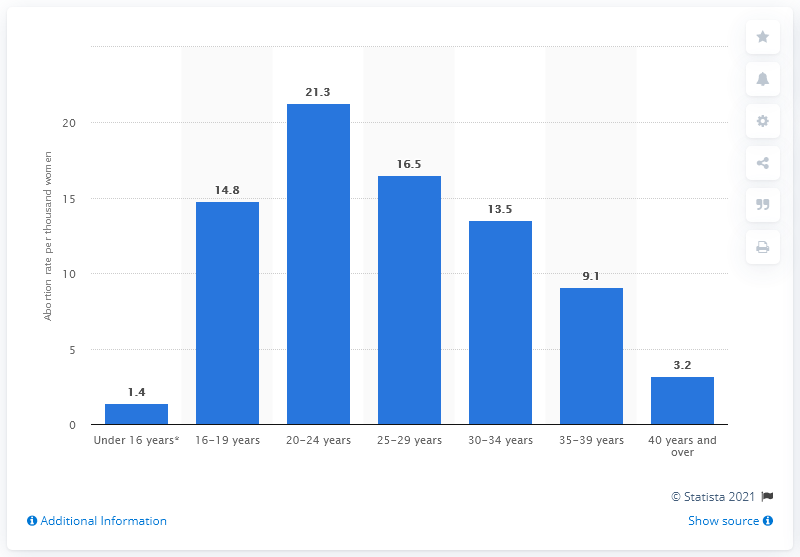 Abortion rate per thousand women
20
15
10
5
0
1.4
14.8
21.3
16.5
13.5
9.1
3.2
Under 16 years*
16-19 years
20-24 years
25-29 years
30-34 years
35-39 years
40 years and
over
© Statista 2021
Additional Information
Show source